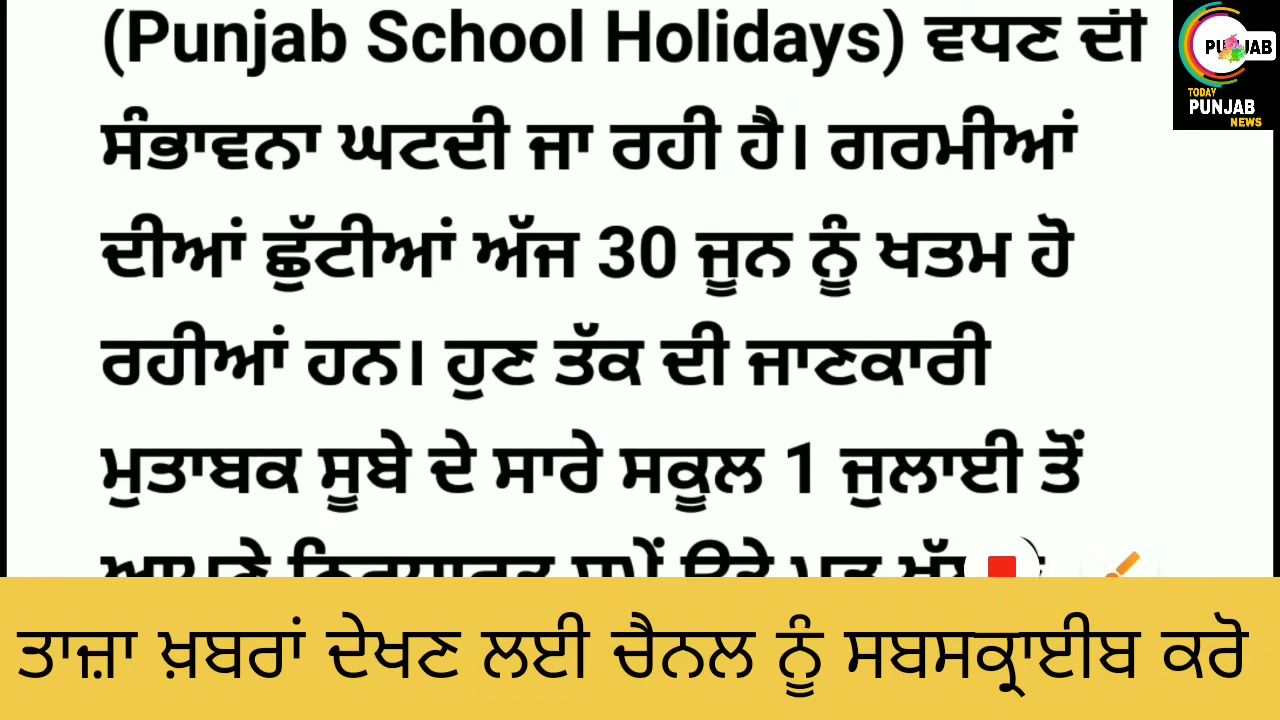 (Punjab School Holidays) ਵਧਣ ਦੀ
ਸੰਭਾਵਨਾ ਘਟਦੀ ਜਾ ਰਹੀ ਹੈ। ਗਰਮੀਆਂ
ਦੀਆਂ ਛੁੱਟੀਆਂ ਅੱਜ 30 ਜੂਨ ਨੂੰ ਖਤਮ ਹੋ
ਰਹੀਆਂ ਹਨ। ਹੁਣ ਤੱਕ ਦੀ ਜਾਣਕਾਰੀ
ਮੁਤਾਬਕ ਸੂਬੇ ਦੇ ਸਾਰੇ ਸਕੂਲ 1 ਜੁਲਾਈ ਤੋਂ
TODAY
PUNJAB
NEWS
ਤਾਜ਼ਾ ਖ਼ਬਰਾਂ ਦੇਖਣ ਲਈ ਚੈਨਲ ਨੂੰ ਸਬਸਕ੍ਰਾਈਬ ਕਰੋ